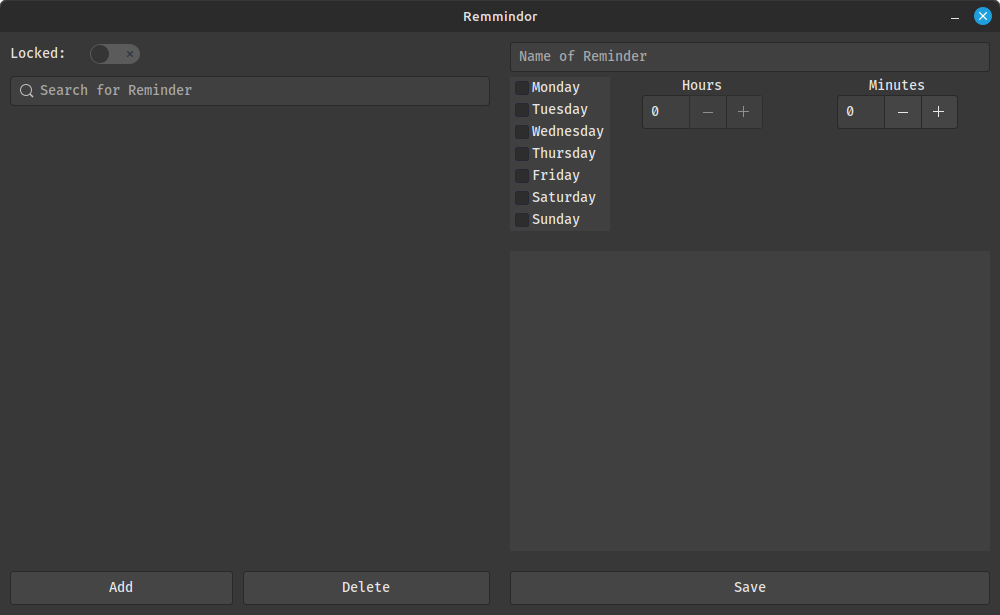 Remmindor
Locked:
Search for Reminder
Name of Reminder
Monday
Tuesday
Wednesday
Thursday
Friday
Saturday
Sunday
Hours
0 − +
Minutes
0 − +
Add
Delete
Save